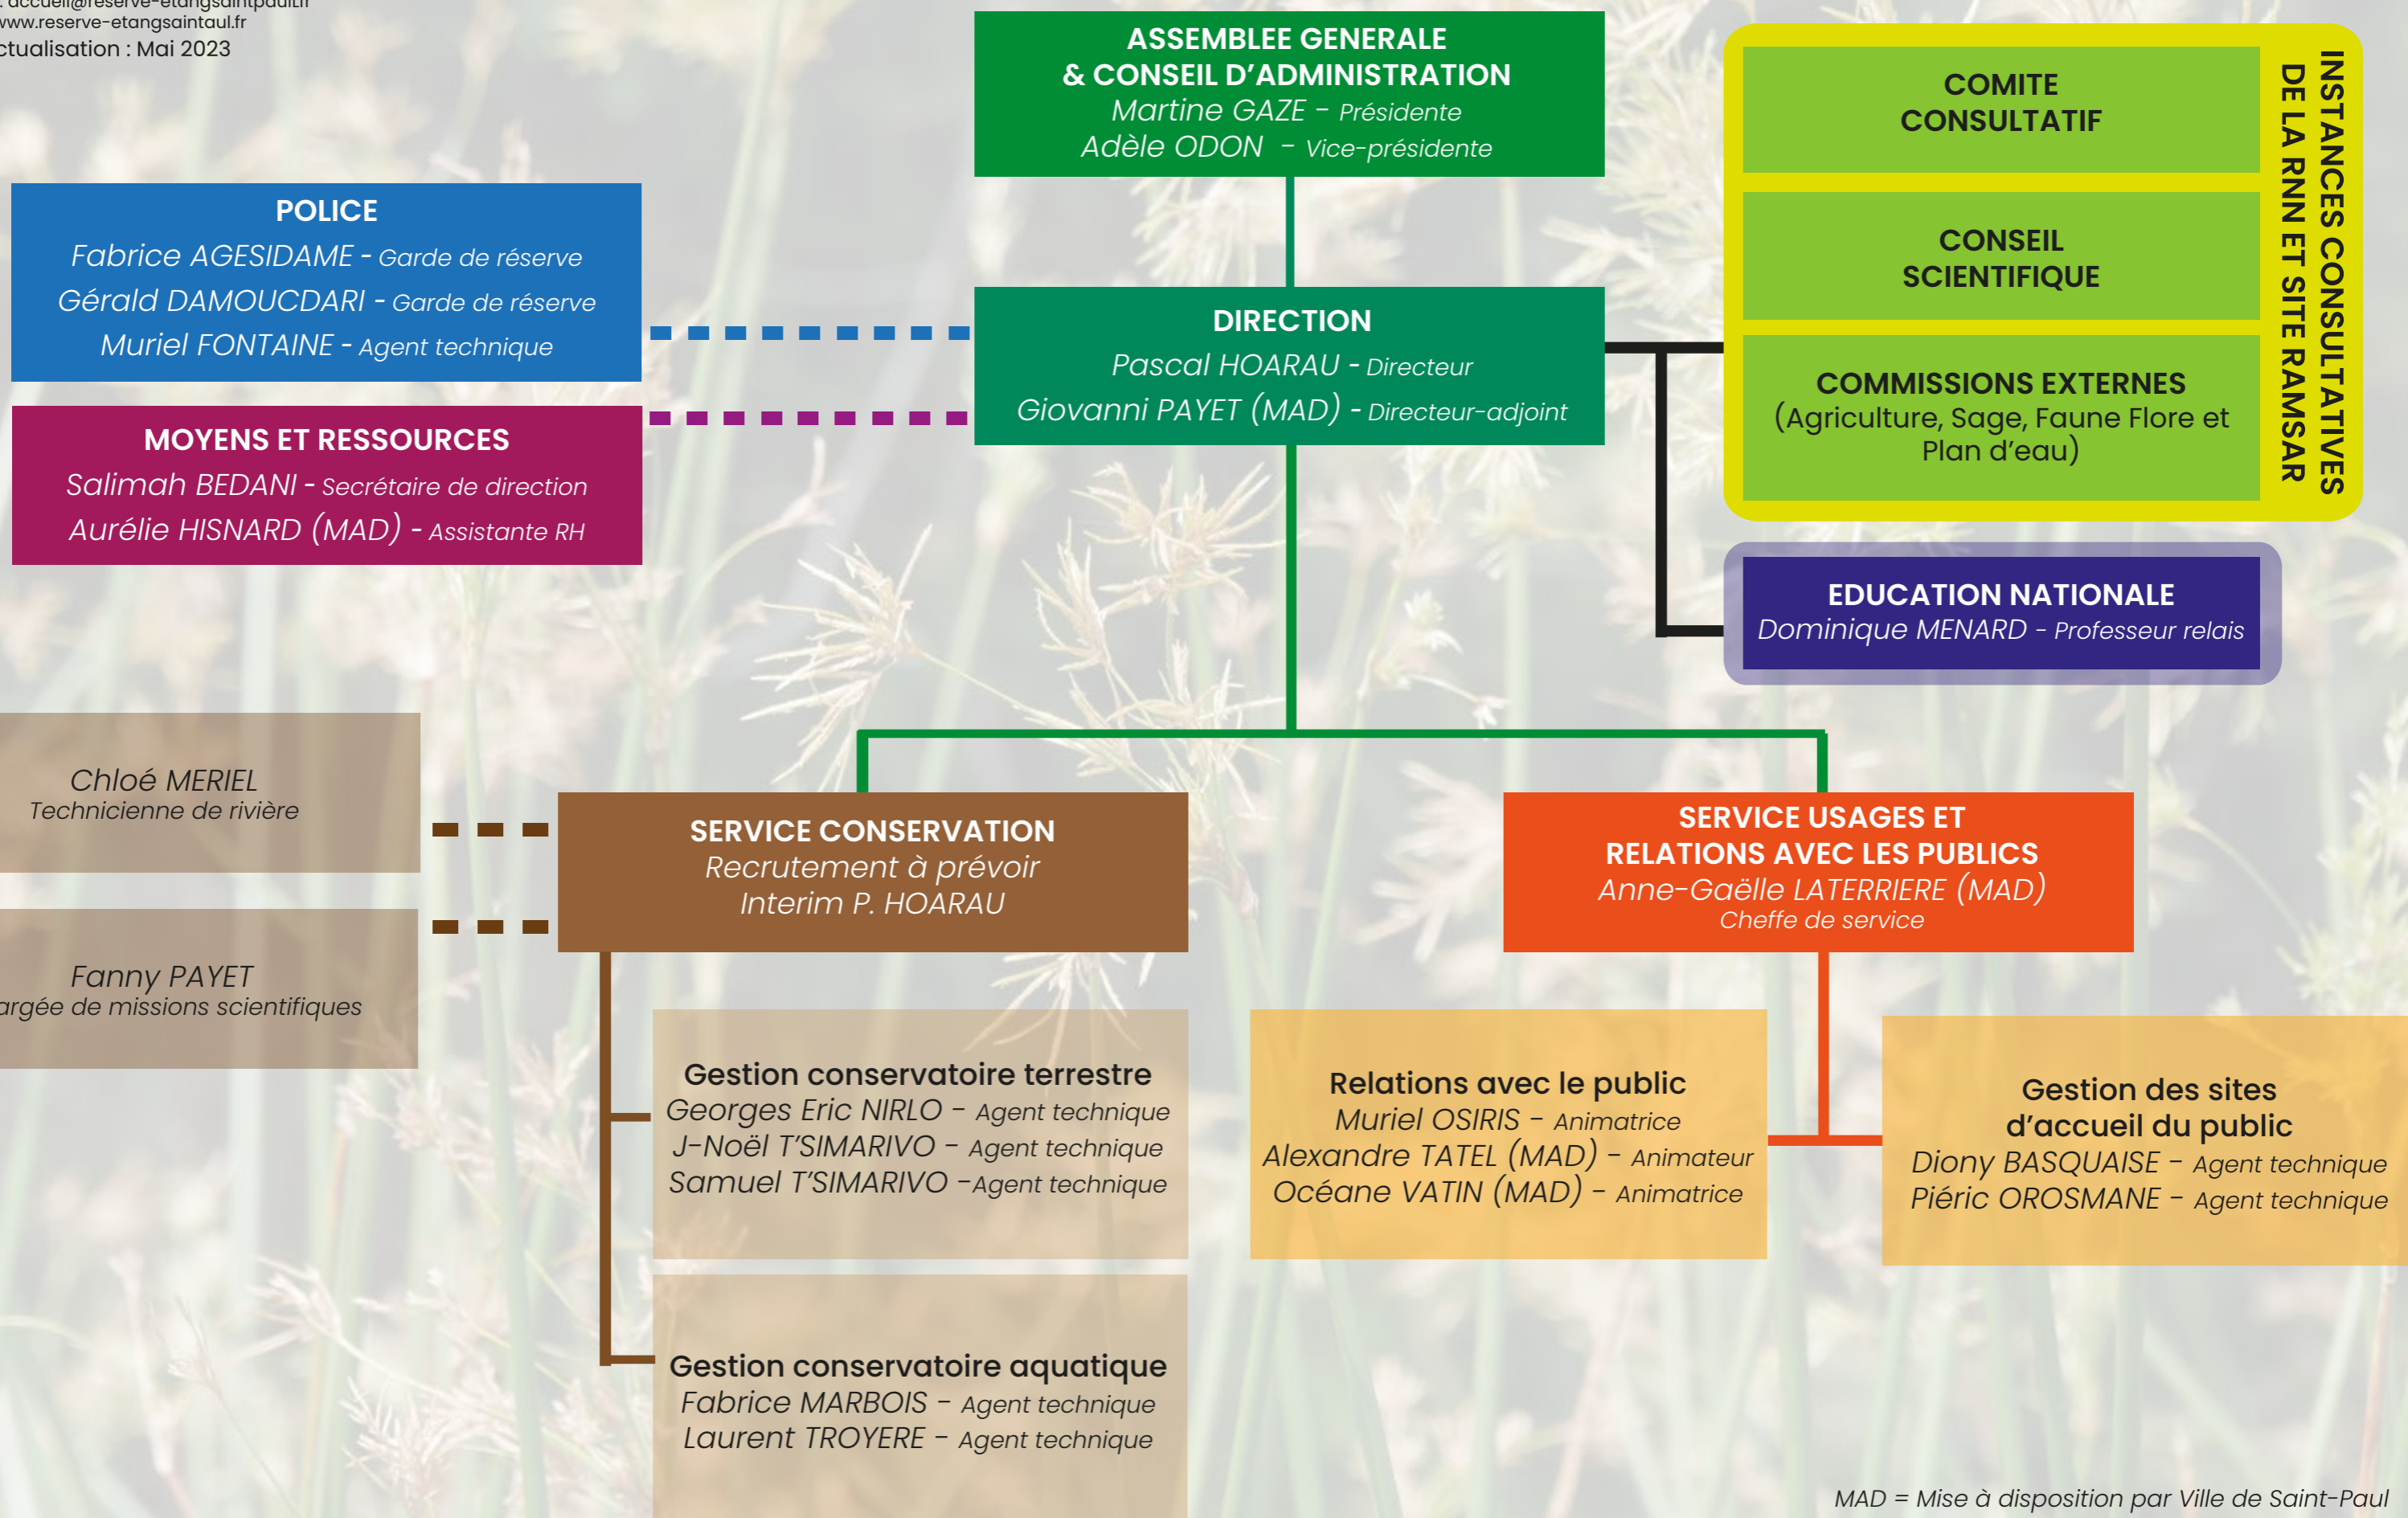 accueil@reserve-etangsaintpaul.fr
www.reserve-etangsaintaul.fr
ctualisation : Mai 2023
ASSEMBLEE GENERALE
& CONSEIL D'ADMINISTRATION
Martine GAZE - Présidente
Adèle ODON - Vice-présidente
POLICE
Fabrice AGESIDAME - Garde de réserve
Gérald DAMOUCDARI - Garde de réserve
Muriel FONTAINE - Agent technique
MOYENS ET RESSOURCES
Salimah BEDANI - Secrétaire de direction
Aurélie HISNARD (MAD) - Assistante RH
DIRECTION
Pascal HOARAU - Directeur
Giovanni PAYET (MAD) - Directeur-adjoint
COMITE
CONSULTATIF
CONSEIL
SCIENTIFIQUE
COMMISSIONS EXTERNES
(Agriculture, Sage, Faune Flore et
Plan d'eau)
INSTANCES CONSULTATIVES
DE LA RNN ET SITE RAMSAR
EDUCATION NATIONALE
Dominique MENARD - Professeur relais
Chloé MERIEL
Technicienne de rivière
Fanny PAYET
argée de missions scientifiques
SERVICE CONSERVATION
Recrutement à prévoir
Interim P. HOARAU
Gestion conservatoire terrestre
Georges Eric NIRLO - Agent technique
J-Noël T'SIMARIVO - Agent technique
Samuel T'SIMARIVO -Agent technique
Gestion conservatoire aquatique
Fabrice MARBOIS - Agent technique
Laurent TROYERE - Agent technique
SERVICE USAGES ET
RELATIONS AVEC LES PUBLICS
Anne-Gaëlle LATERRIERE (MAD)
Cheffe de service
Relations avec le public
Muriel OSIRIS - Animatrice
Alexandre TATEL (MAD) - Animateur
Océane VATIN (MAD) - Animatrice
Gestion des sites
d'accueil du public
Diony BASQUAISE - Agent technique
Piéric OROSMANE - Agent technique
MAD = Mise à disposition par Ville de Saint-Paul